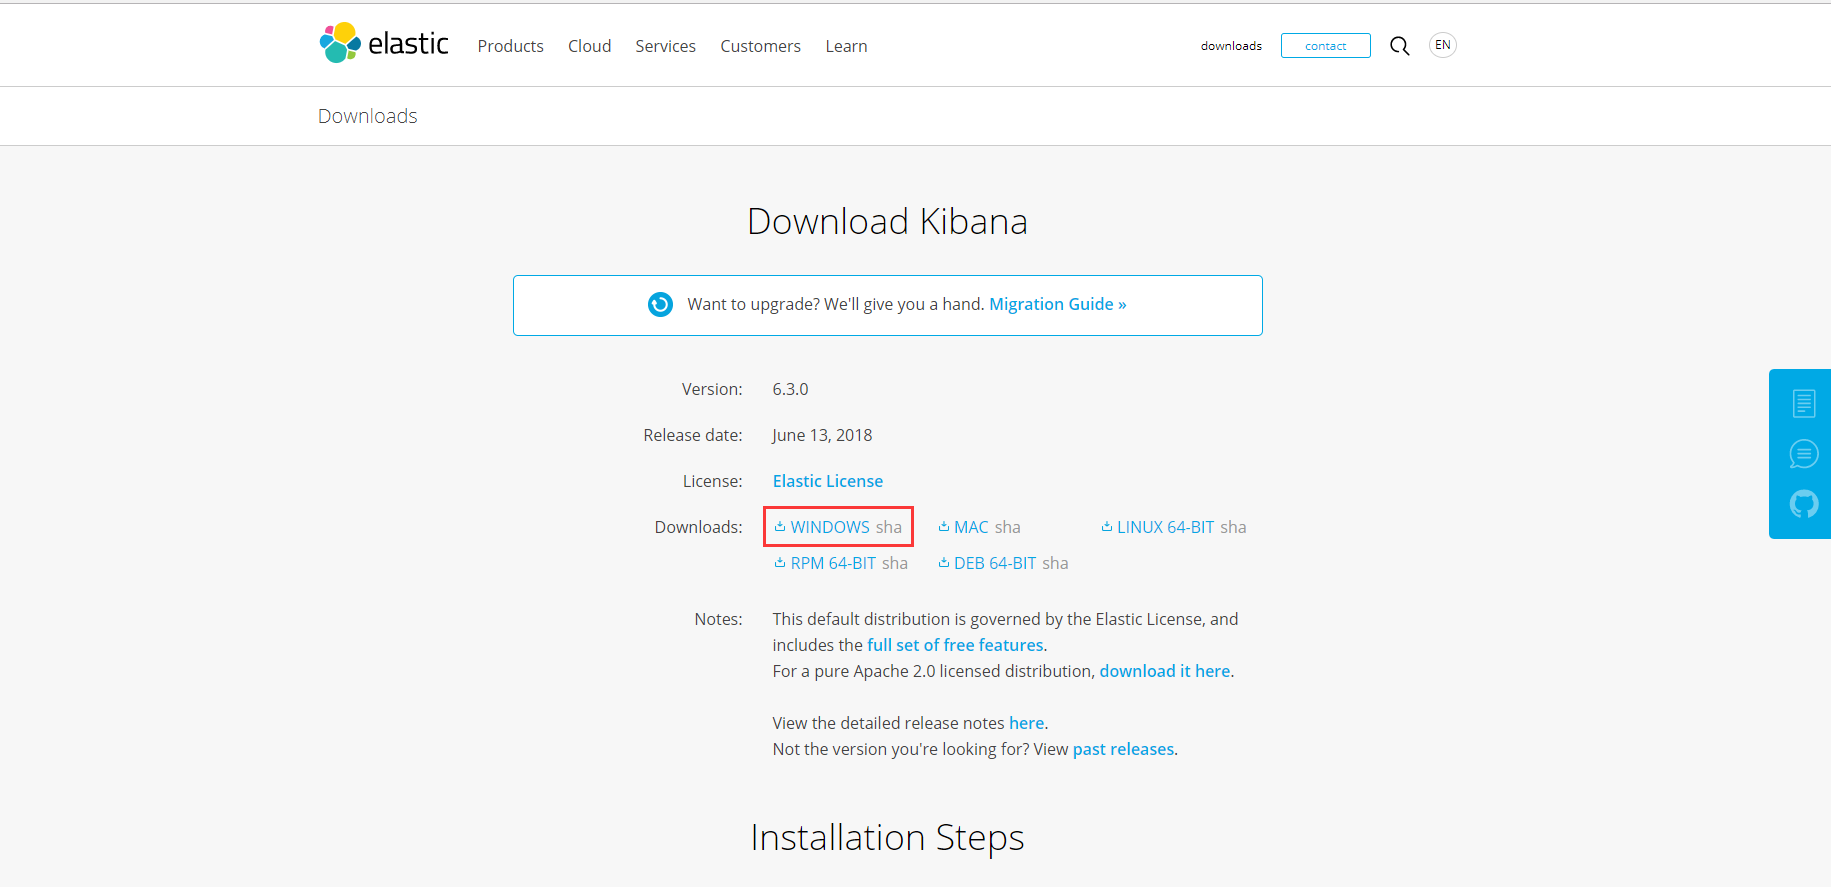 elastic Products Cloud Services Customers Learn downloads contact EN
Downloads
Download Kibana
Want to upgrade? We'll give you a hand. Migration Guide »
Version: 6.3.0
Release date: June 13, 2018
License: Elastic License
Downloads: WINDOWS sha MAC sha LINUX 64-BIT sha
RPM 64-BIT sha DEB 64-BIT sha
Notes: This default distribution is governed by the Elastic License, and
includes the full set of free features.
For a pure Apache 2.0 licensed distribution, download it here.
View the detailed release notes here.
Not the version you're looking for? View past releases.
Installation Steps